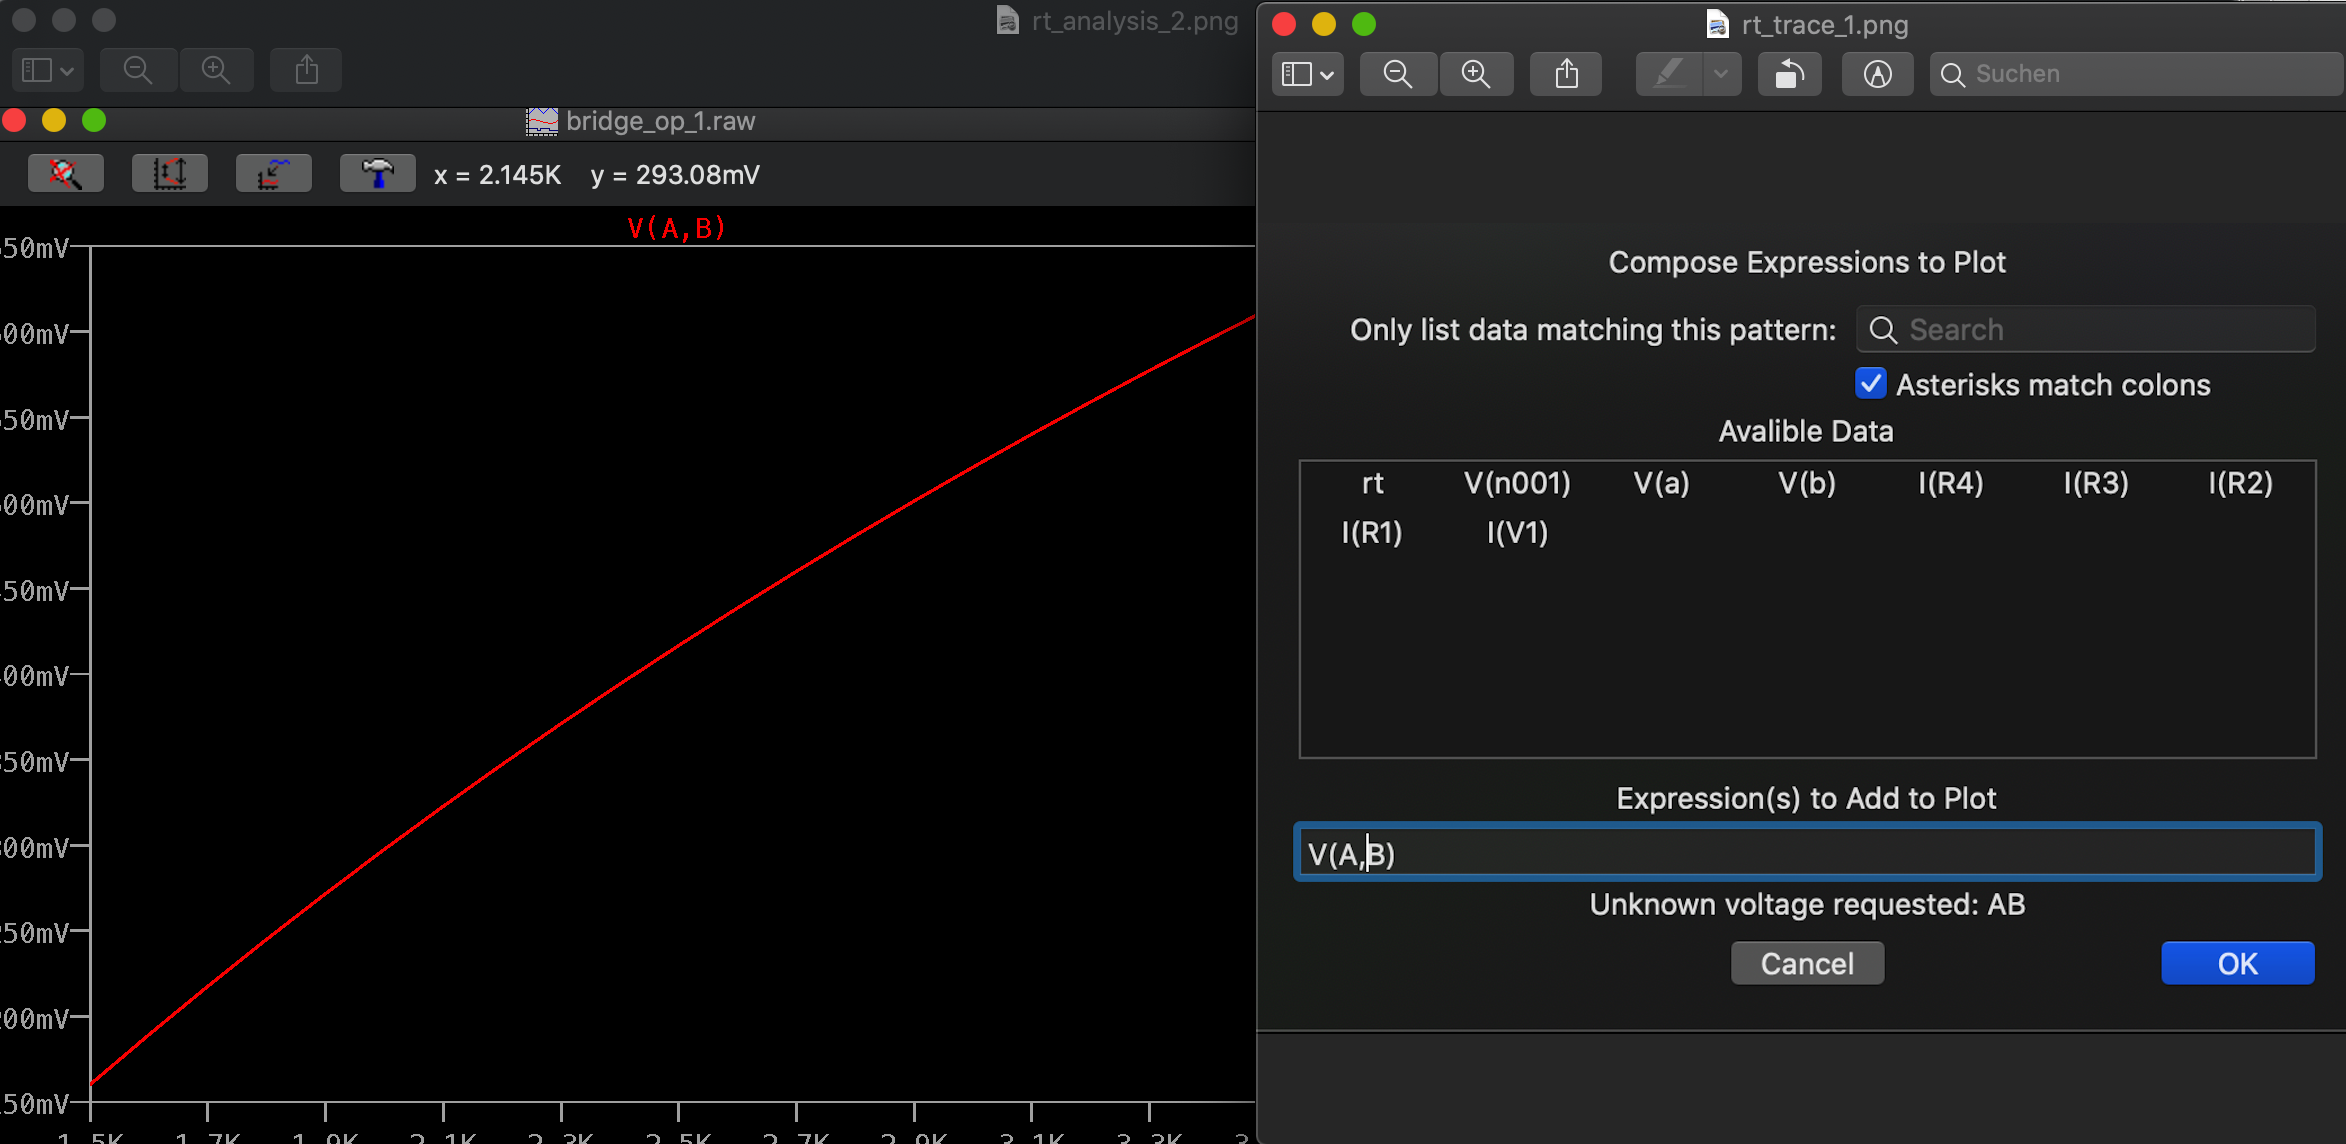 rt_analysis_2.png
bridge_op_1.raw
x = 2.145K y = 293.08mV
V(A,B)
50mV
00mV
50mV
00mV
50mV
00mV
50mV
00mV
50mV
00mV
50mV
1.5K 1.7K 1.9K 2.1K 2.3K 2.5K 2.7K 2.9K 3.1K 3.3K
rt_trace_1.png
Suchen
Compose Expressions to Plot
Only list data matching this pattern: Search
Asterisks match colons
Avalible Data
rt V(n001) V(a) V(b) I(R4) I(R3) I(R2)
I(R1) I(V1)
Expression(s) to Add to Plot
V(A,B)
Unknown voltage requested: AB
Cancel OK